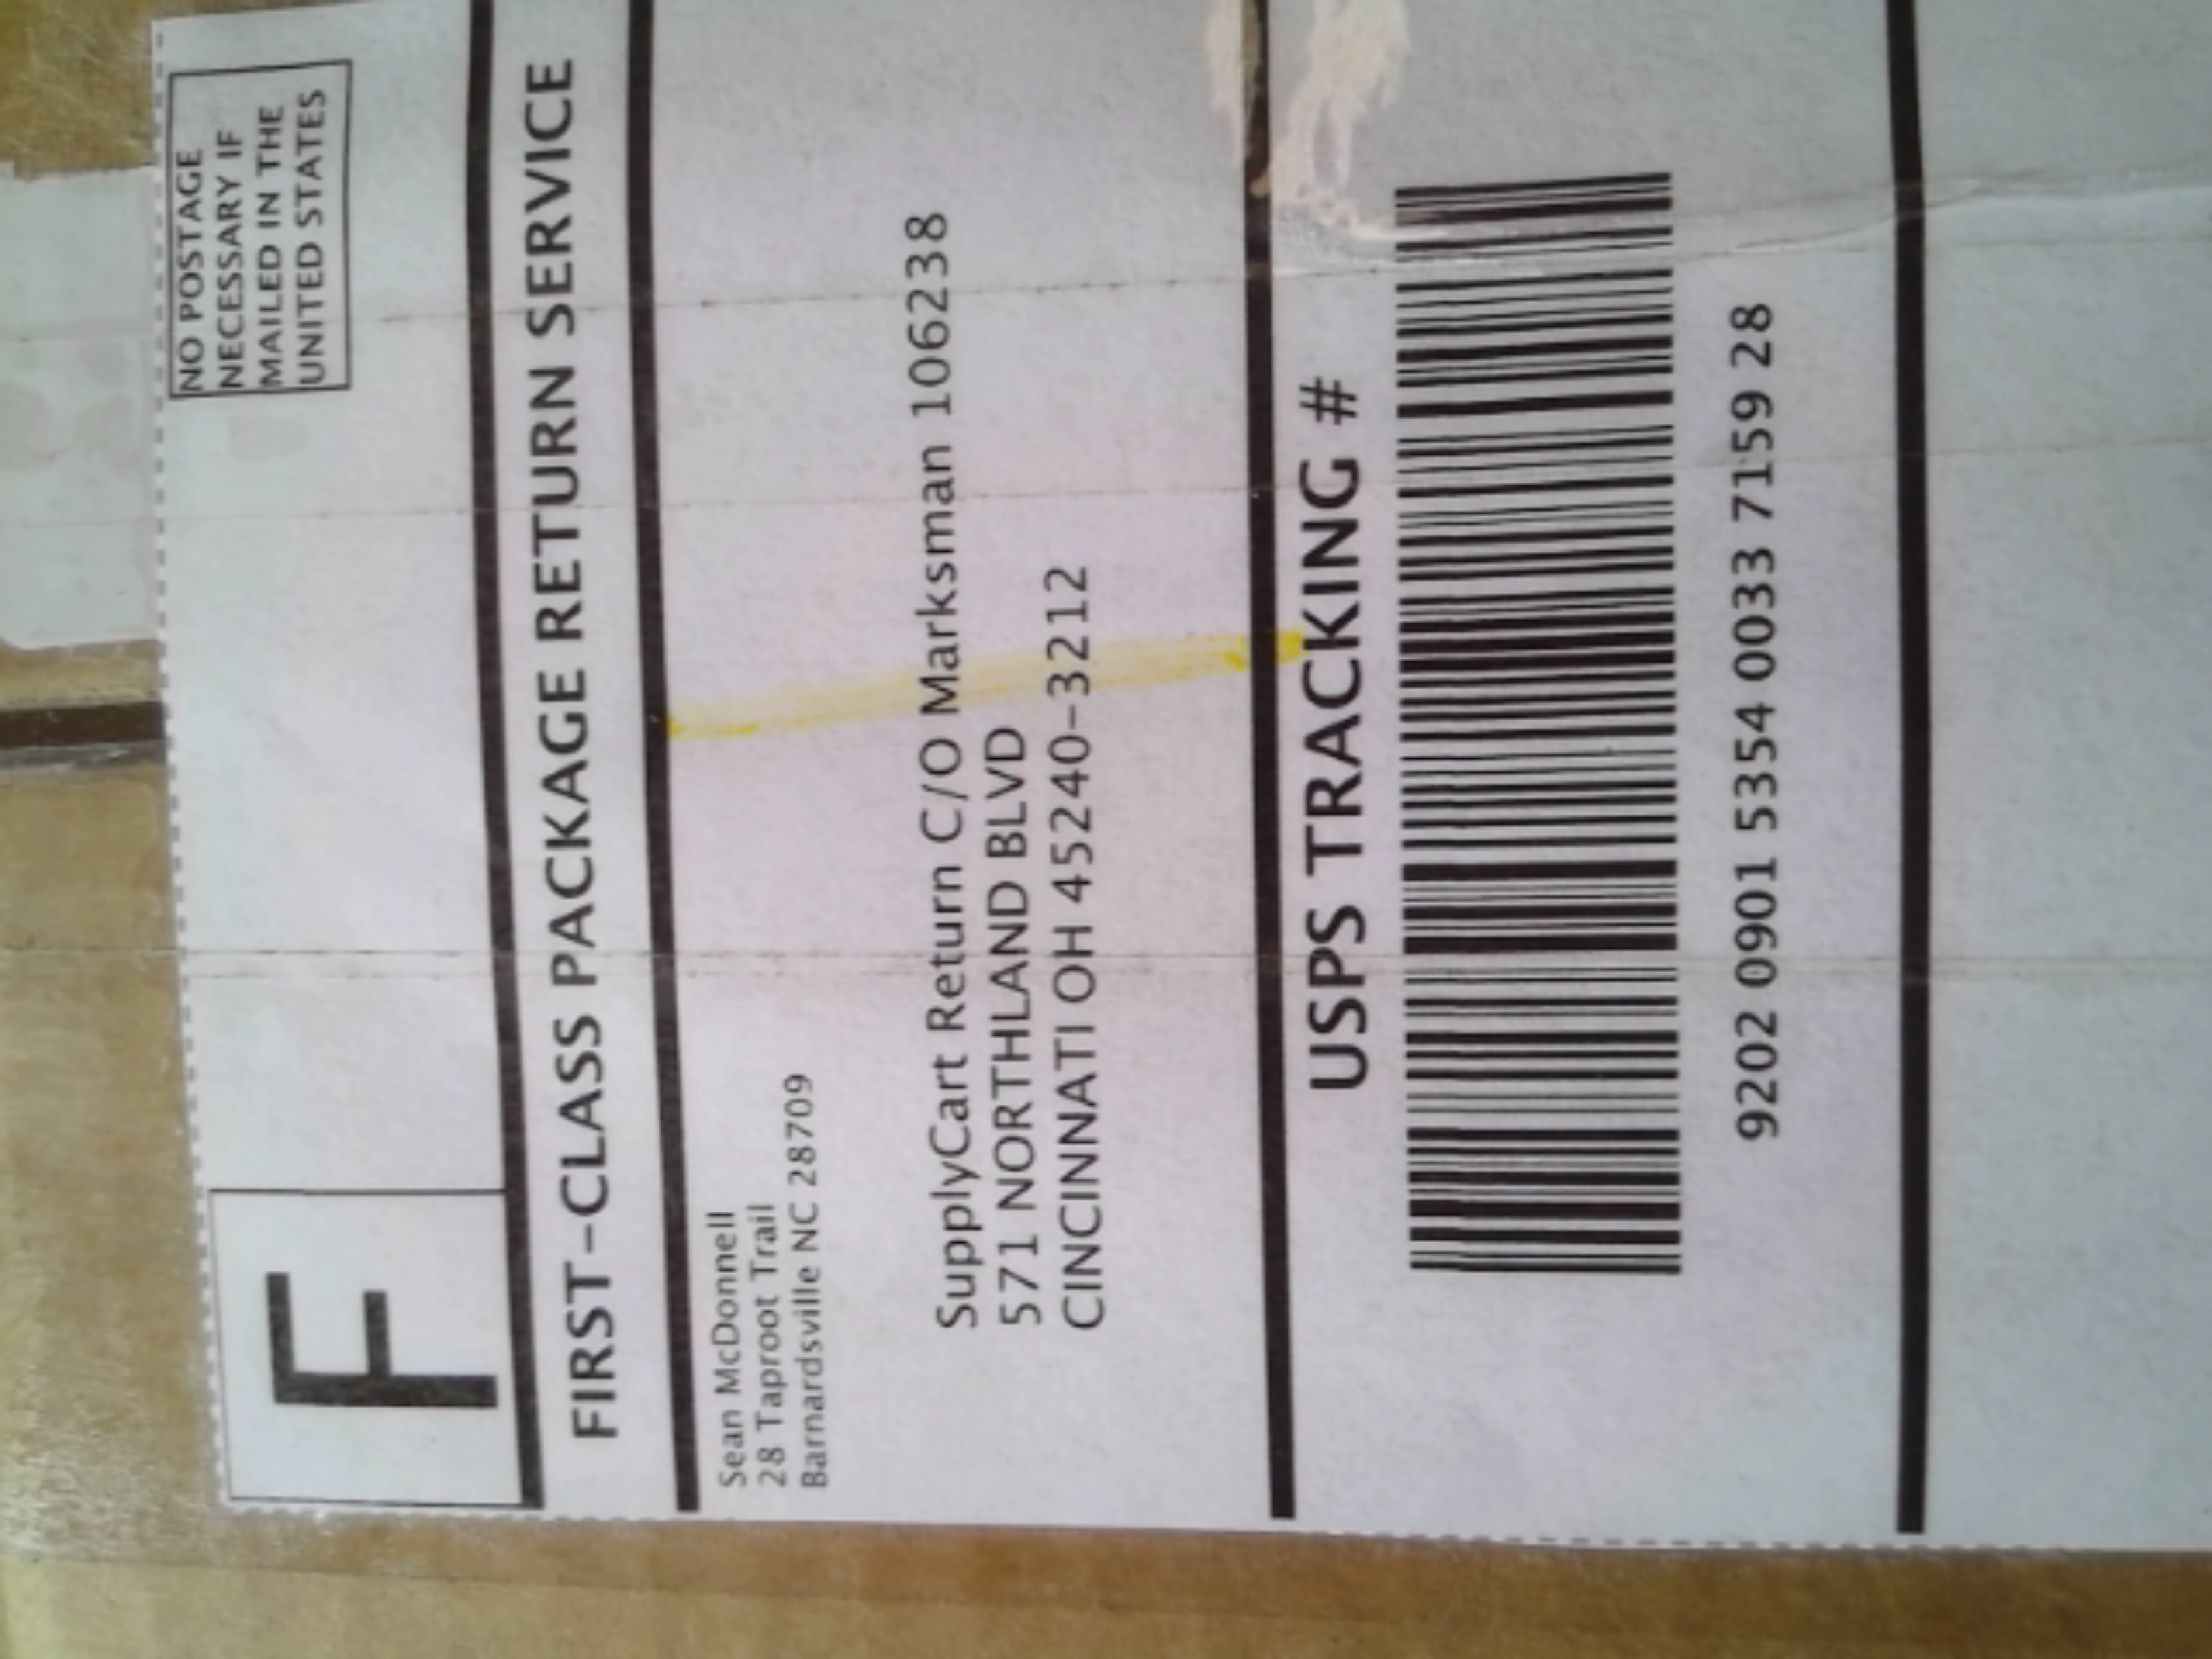 F
NO POSTAGE
NECESSARY IF
MAILED IN THE
UNITED STATES
FIRST-CLASS PACKAGE RETURN SERVICE
Sean McDonnell
28 Taproot Trail
Barnardsville NC 28709
SupplyCart Return C/O Marksman 106238
571 NORTHLAND BLVD
CINCINNATI OH 45240-3212
USPS TRACKING #
9202 0901 5354 0033 7159 28